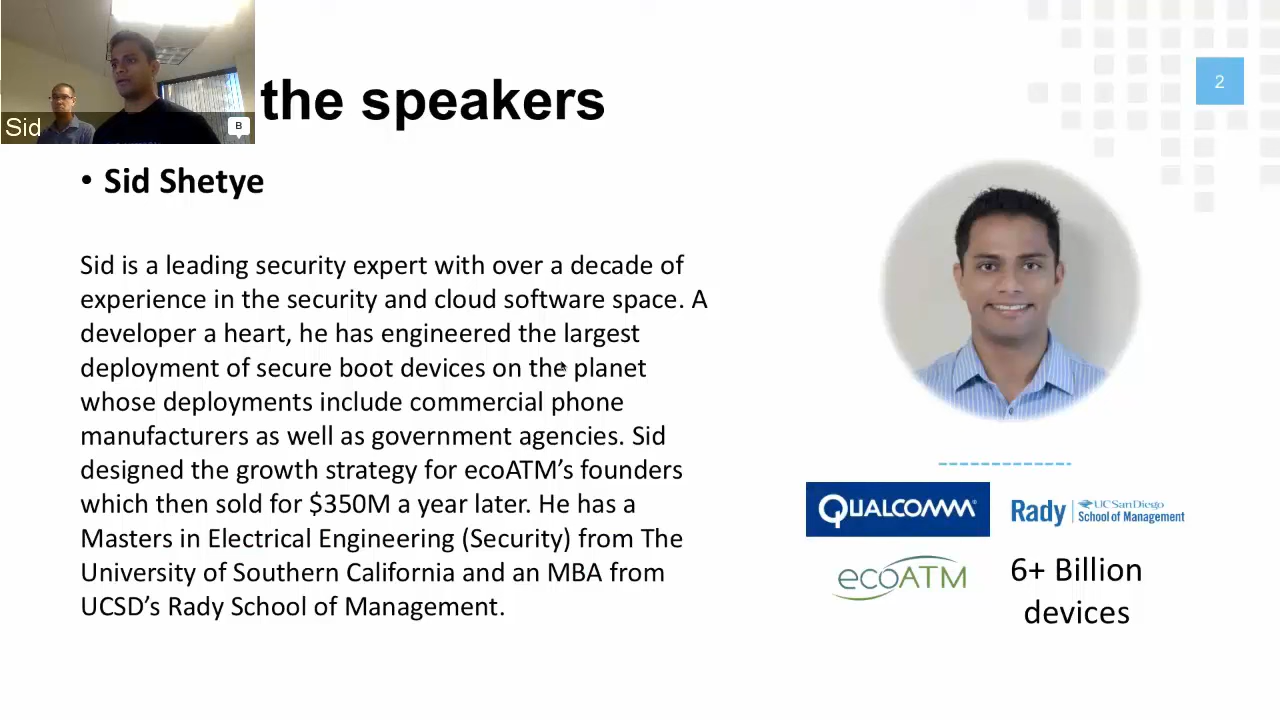 Sid
B
the speakers
2
• Sid Shetye
Sid is a leading security expert with over a decade of
experience in the security and cloud software space. A
developer a heart, he has engineered the largest
deployment of secure boot devices on the planet
whose deployments include commercial phone
manufacturers as well as government agencies. Sid
designed the growth strategy for ecoATM’s founders
which then sold for $350M a year later. He has a
Masters in Electrical Engineering (Security) from The
University of Southern California and an MBA from
UCSD’s Rady School of Management.
QUALCOMM®
Rady
UC San Diego
School of Management
ecoATM
6+ Billion
devices